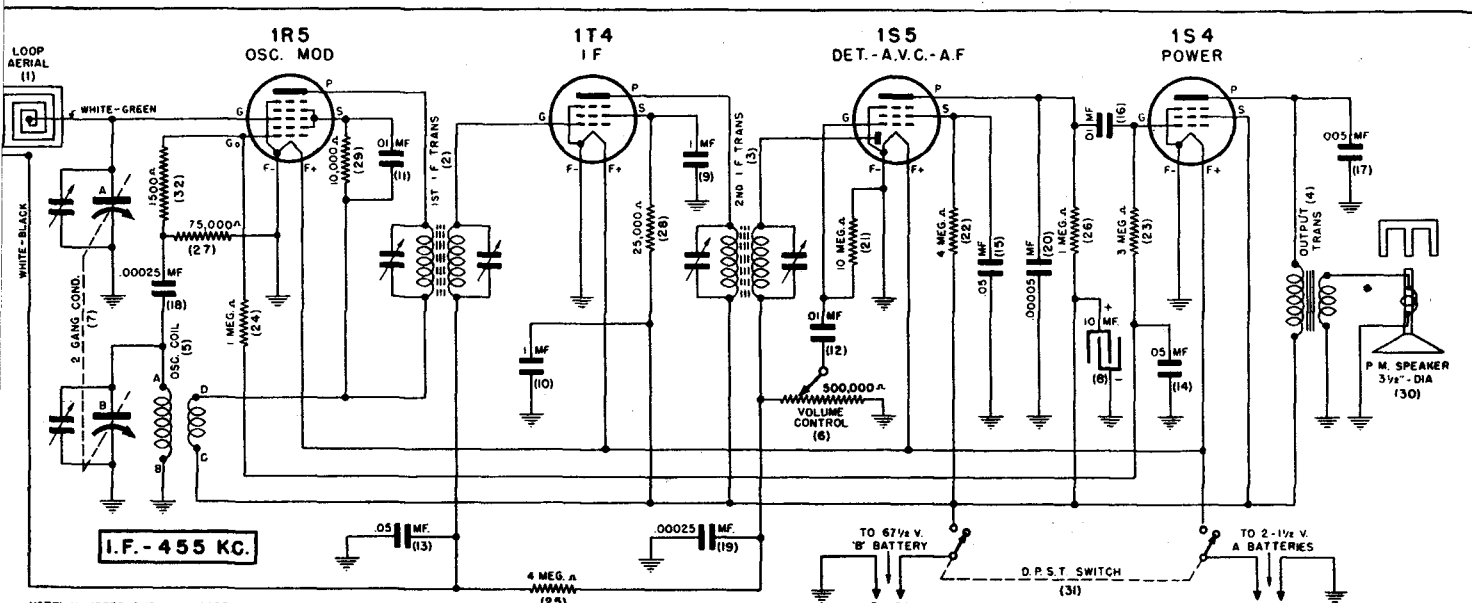 1R5
OSC. MOD
1T4
I F
1S5
DET.-A.V.C.-A.F
1S4
POWER
LOOP
AERIAL
(1)
WHITE-GREEN
WHITE-BLACK
G
P
S
G₀
F-
F+
1500Ω
(32)
75,000Ω
(27)
10,000Ω
(29)
.01 MF
(11)
A
2 GANG COND.
(7)
.00025
MF
(18)
1 MEG.Ω
(24)
B
OSC. COIL
(5)
A
B
D
C
1ST I F TRANS
(2)
G
P
S
F-
F+
.1 MF
(9)
25,000Ω
(28)
.1 MF
(10)
2ND I F TRANS
(3)
G
P
S
F-
F+
10 MEG.Ω
(21)
.01
MF
(12)
500,000Ω
VOLUME
CONTROL
(6)
4 MEG.Ω
(22)
.05 MF
(15)
.00005 MF
(20)
1 MEG.Ω
(26)
.01 MF
(16)
3 MEG.Ω
(23)
10 MF.
+
(8)
-
.05 MF
(14)
G
P
S
F-
F+
.005 MF
(17)
OUTPUT (4)
TRANS
P.M. SPEAKER
3½"-DIA
(30)
I.F.-455 KC.
.05 MF.
(13)
.00025 MF.
(19)
4 MEG.Ω
(25)
TO 67½ V.
'B' BATTERY
D.P.S.T. SWITCH
(31)
TO 2-1½ V.
A BATTERIES